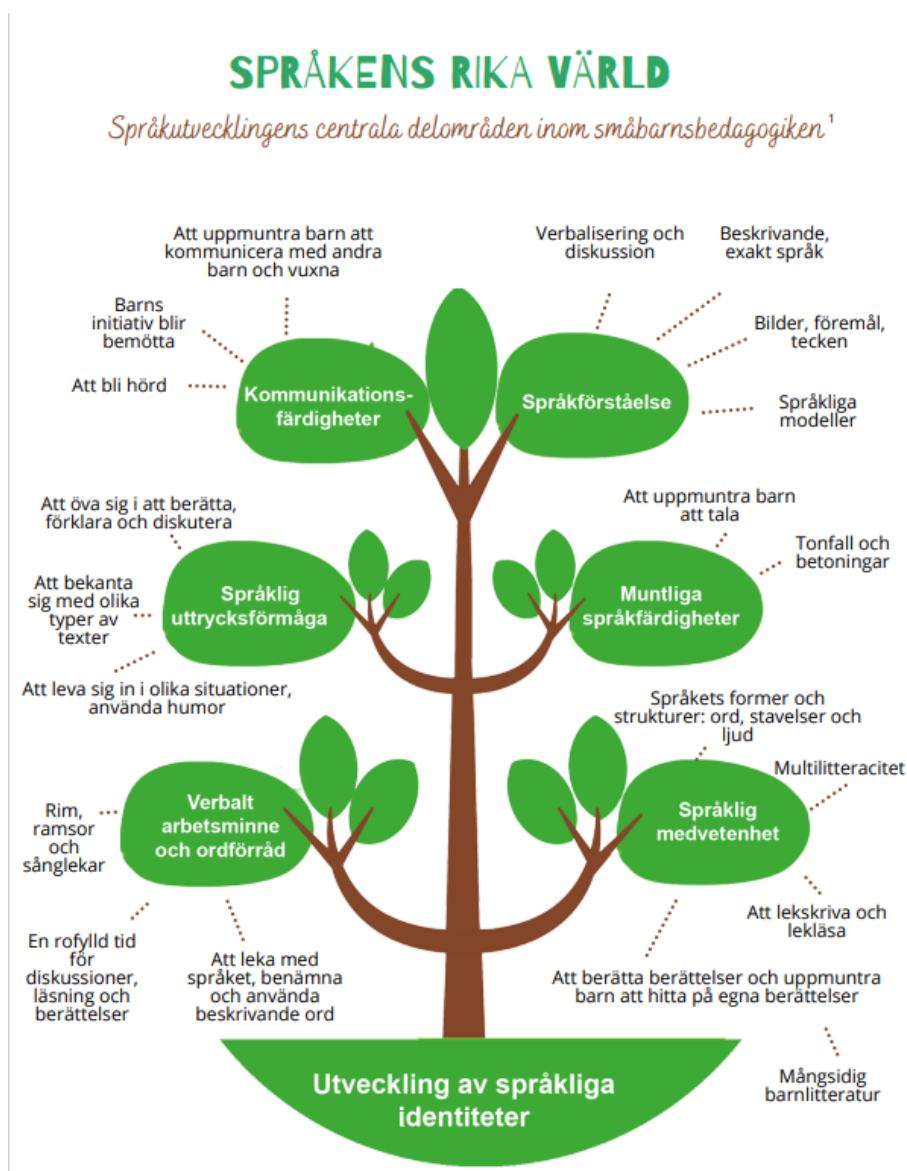 SPRÅKENS RIKA VÄRLD
Språkutvecklingens centrala delområden inom småbarnsbedagogiken ¹
Att uppmuntra barn att
kommunicera med andra
barn och vuxna
Barns
initiativ blir
bemötta
Att bli hörd
Kommunikations-
färdigheter
Verbalisering och
diskussion
Beskrivande,
exakt språk
Bilder, föremål,
tecken
Språkliga
modeller
Språkförståelse
Att öva sig i att berätta,
förklara och diskutera
Att bekanta
sig med olika
typer av
texter
Att leva sig in i olika situationer,
använda humor
Språklig
uttrycksförmåga
Att uppmuntra barn
att tala
Tonfall och
betoningar
Muntliga
språkfärdigheter
Rim,
ramsor
och
sånglekar
En rofylld tid
för
diskussioner,
läsning och
berättelser
Att leka med
språket, benämna
och använda
beskrivande ord
Verbalt
arbetsminne
och ordförråd
Språkets former och
strukturer: ord, stavelser och
ljud
Multilitteracitet
Språklig
medvetenhet
Att lekskriva och
lekläsa
Att berätta berättelser och uppmuntra
barn att hitta på egna berättelser
Mångsidig
barnlitteratur
Utveckling av språkliga
identiteter